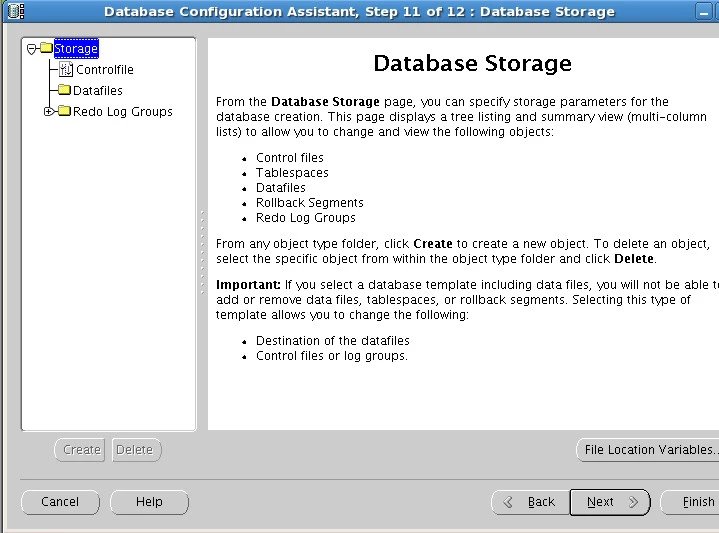 Database Configuration Assistant, Step 11 of 12 : Database Storage
Storage
Controlfile
Datafiles
Redo Log Groups
Database Storage
From the Database Storage page, you can specify storage parameters for the
database creation. This page displays a tree listing and summary view (multi-column
lists) to allow you to change and view the following objects:
Control files
Tablespaces
Datafiles
Rollback Segments
Redo Log Groups
From any object type folder, click Create to create a new object. To delete an object,
select the specific object from within the object type folder and click Delete.
Important: If you select a database template including data files, you will not be able t
add or remove data files, tablespaces, or rollback segments. Selecting this type of
template allows you to change the following:
Destination of the datafiles
Control files or log groups.
Create Delete
File Location Variables..
Cancel Help Back Next Finish